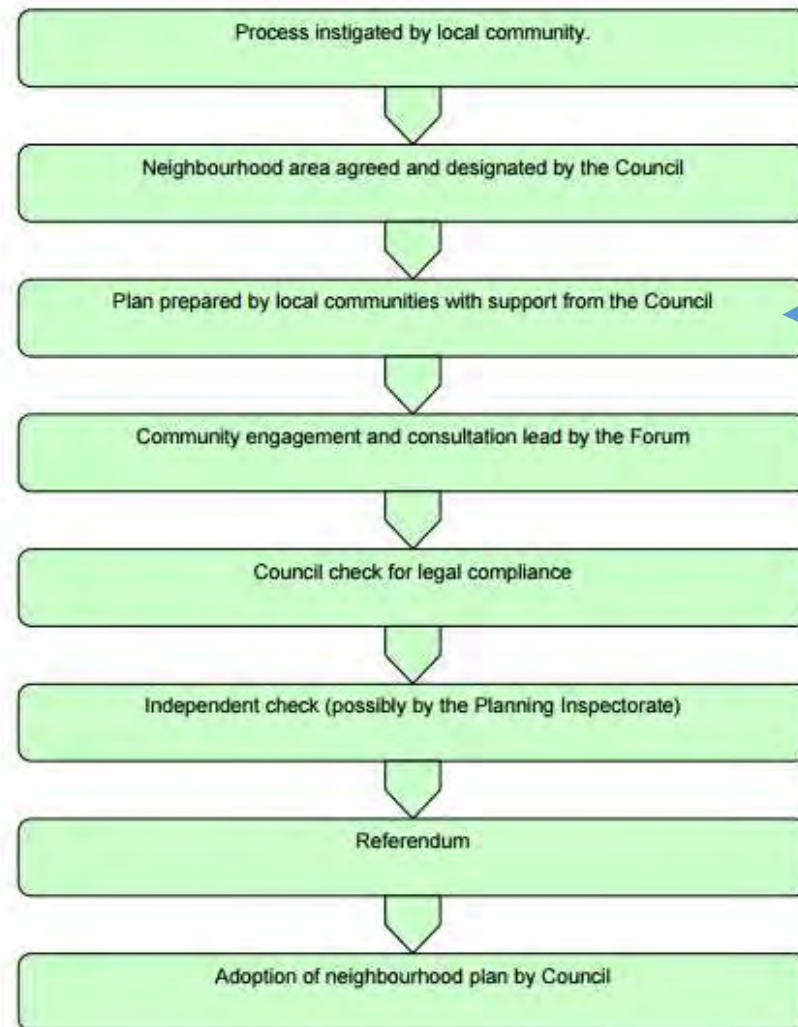 Process instigated by local community.
Neighbourhood area agreed and designated by the Council
Plan prepared by local communities with support from the Council
Community engagement and consultation lead by the Forum
Council check for legal compliance
Independent check (possibly by the Planning Inspectorate)
Referendum
Adoption of neighbourhood plan by Council